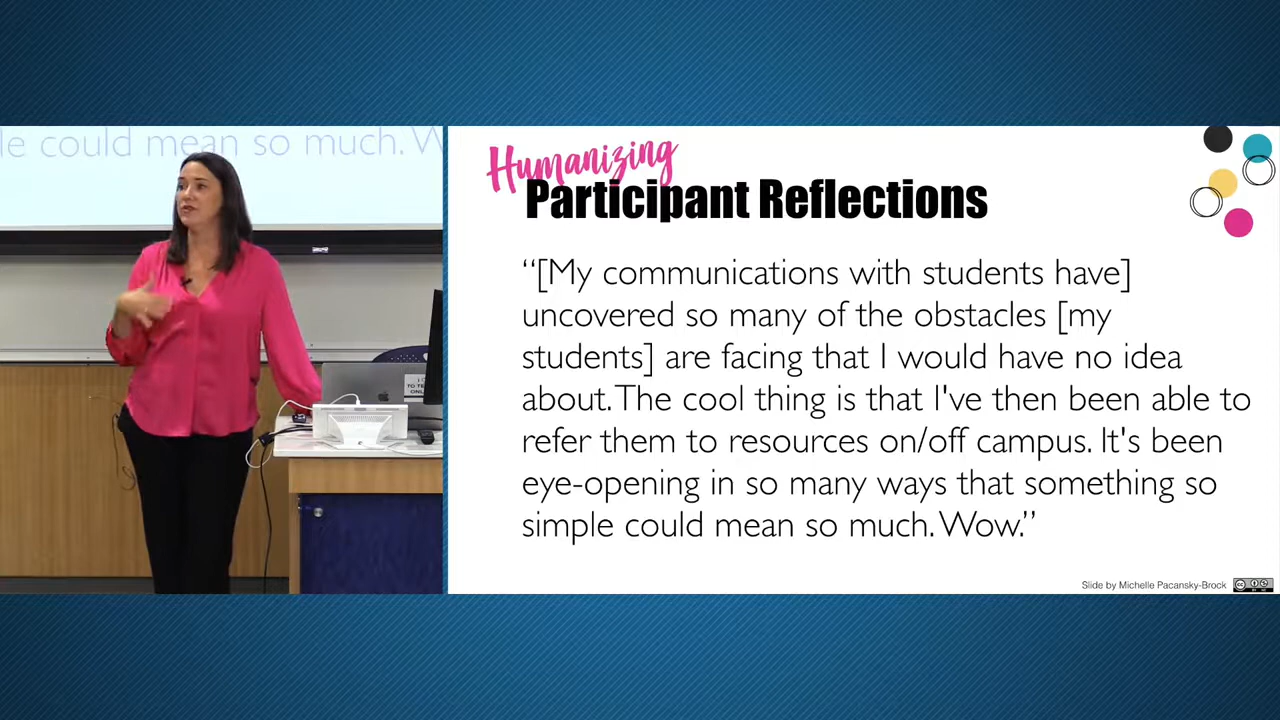 le could mean so much. W
Humanizing
Participant Reflections
“[My communications with students have]
uncovered so many of the obstacles [my
students] are facing that I would have no idea
about. The cool thing is that I've then been able to
refer them to resources on/off campus. It's been
eye-opening in so many ways that something so
simple could mean so much. Wow.”
Slide by Michelle Pacansky-Brock